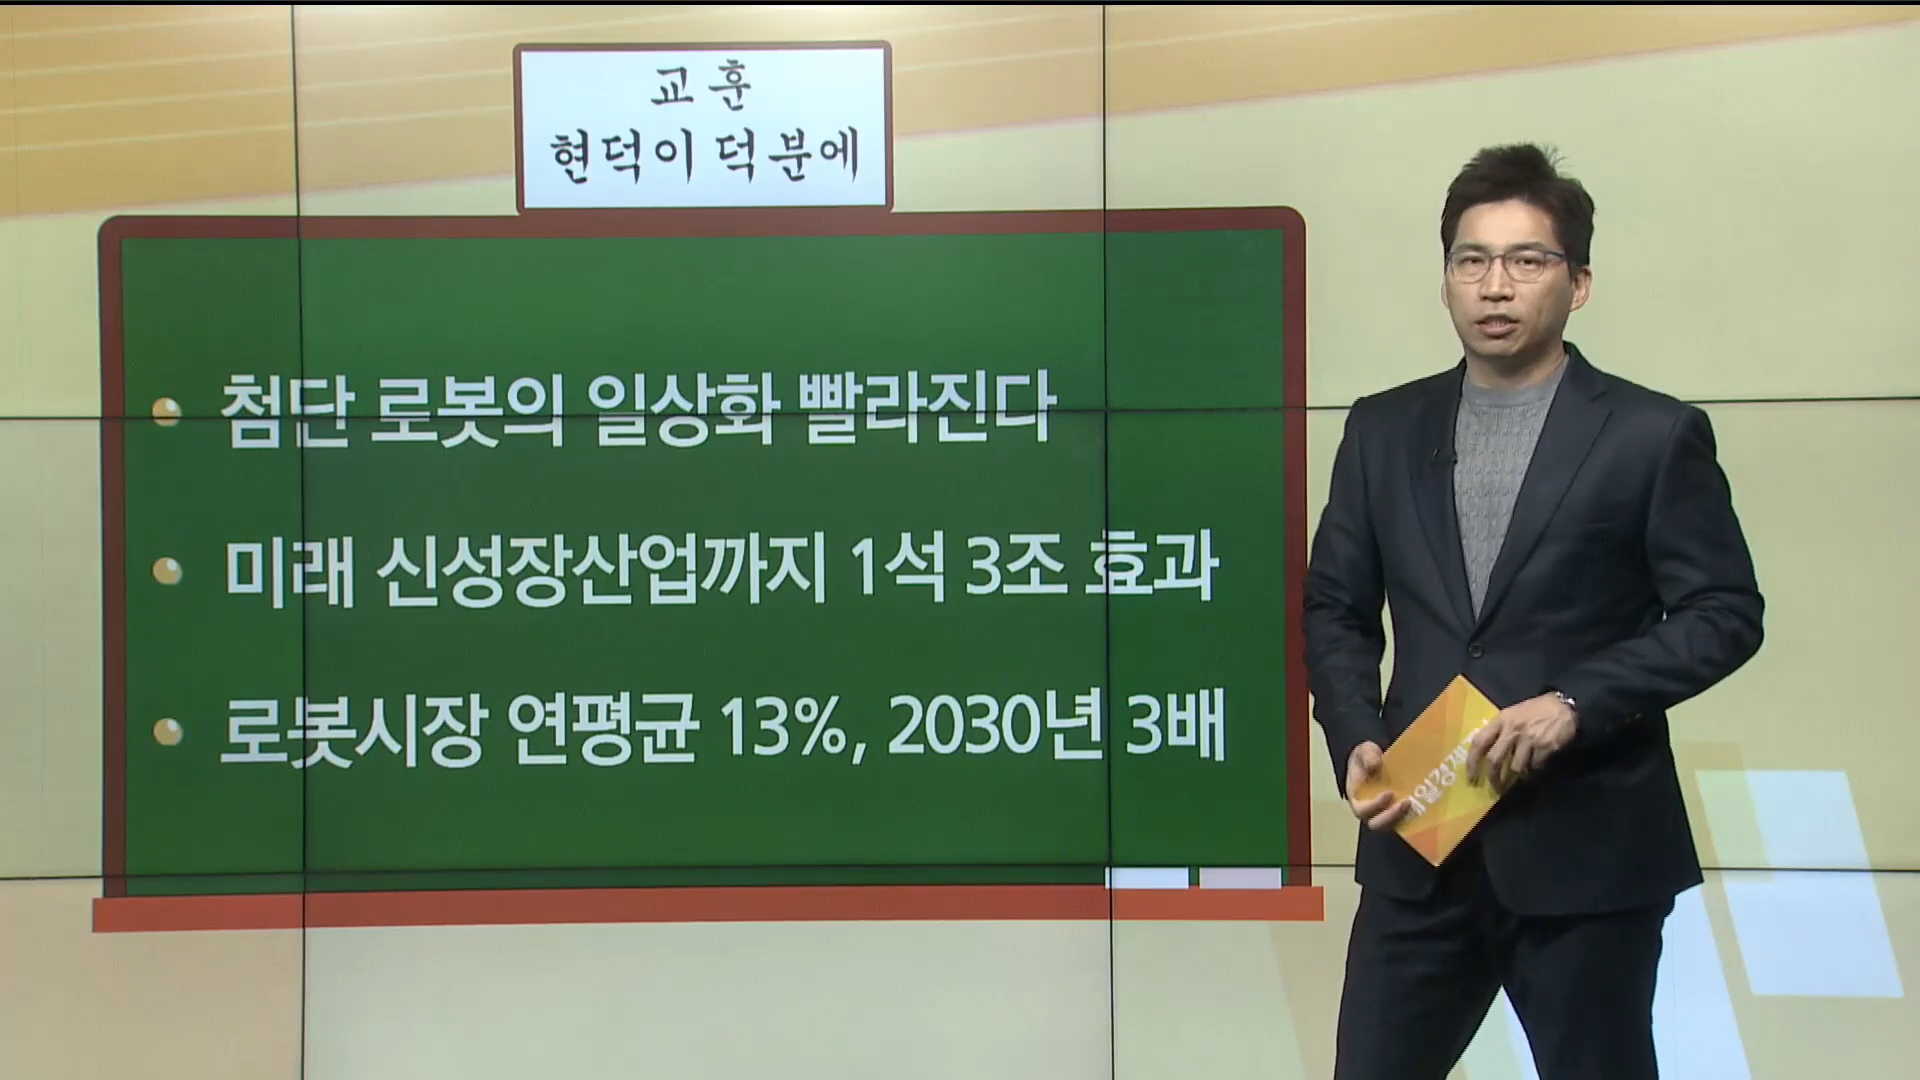 교훈
현덕이 덕분에
첨단 로봇의 일상화 빨라진다
미래 신성장산업까지 1석 3조 효과
로봇시장 연평균 13%, 2030년 3배